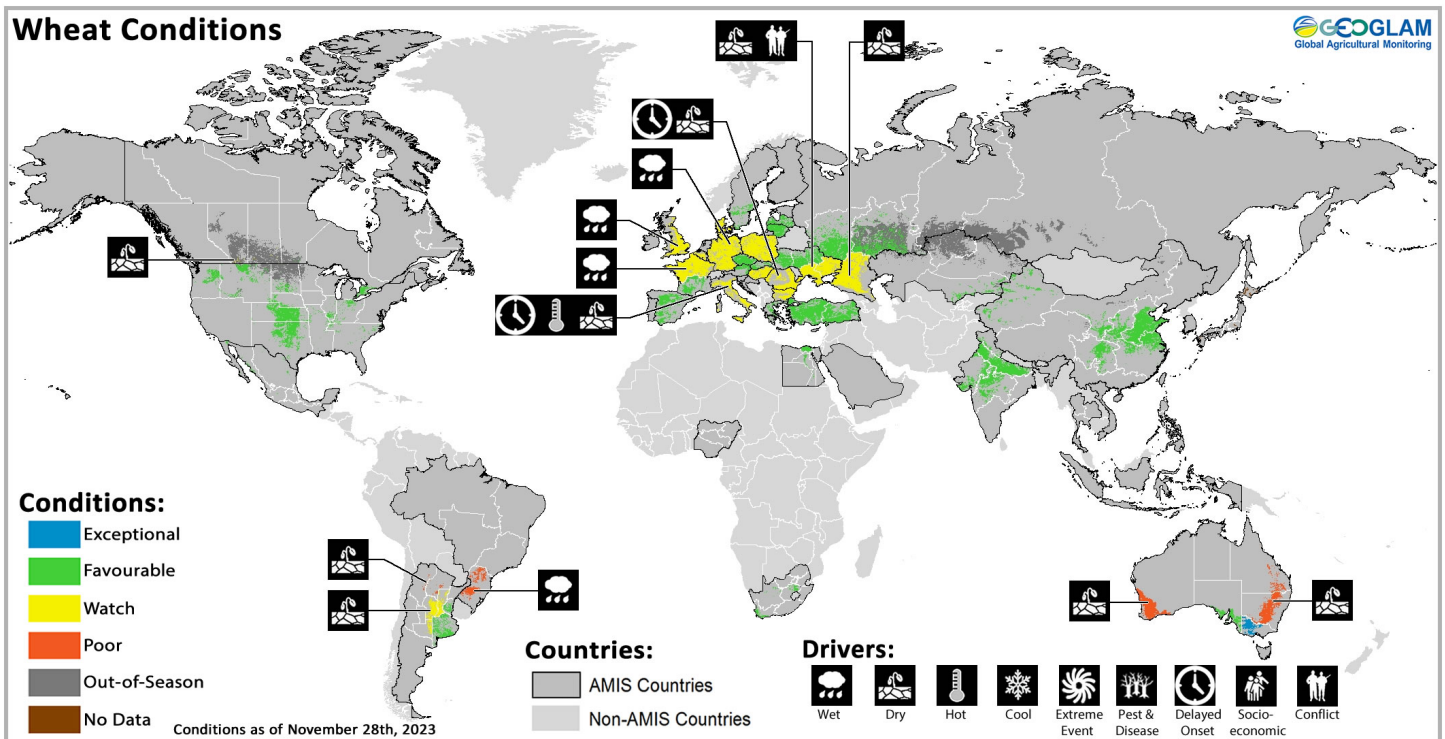 Wheat Conditions
GEOGLAM
Global Agricultural Monitoring
Conditions:
Exceptional
Favourable
Watch
Poor
Out-of-Season
No Data
Conditions as of November 28th, 2023
Countries:
AMIS Countries
Non-AMIS Countries
Drivers:
Wet
Dry
Hot
Cool
Extreme
Event
Pest &
Disease
Delayed
Onset
Socio-
economic
Conflict